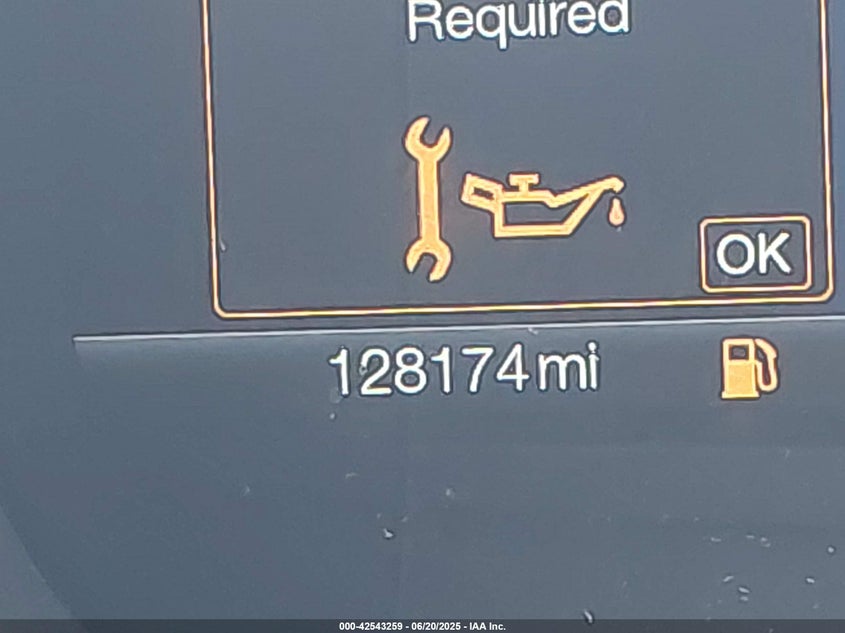 Required
OK
128174mi
000-42543259 - 06/20/2025 - IAA Inc.